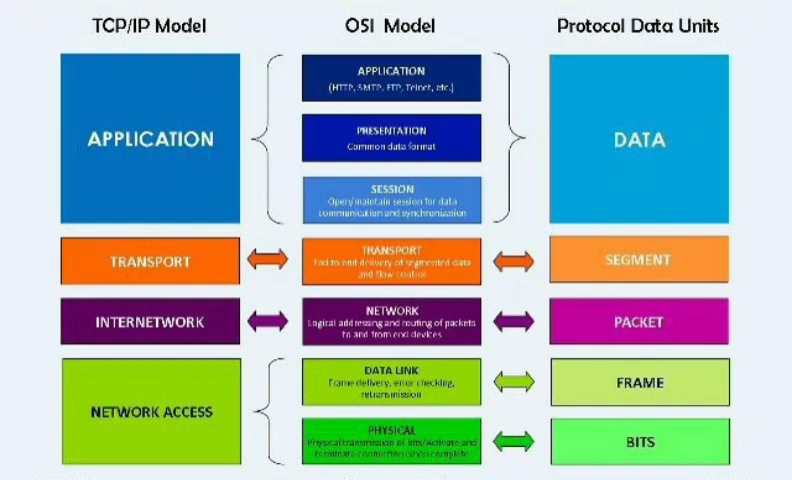 TCP/IP Model
OSI Model
Protocol Data Units
APPLICATION
APPLICATION
(HTTP, SMTP, FTP, Telnet, etc.)
PRESENTATION
Common data format
SESSION
Open/maintain session for data
communication and synchronization
DATA
TRANSPORT
TRANSPORT
End to end delivery of segmented data
and flow control
SEGMENT
INTERNETWORK
NETWORK
Logical addressing and routing of packets
to and from end devices
PACKET
NETWORK ACCESS
DATA LINK
Frame delivery, error checking,
retransmission
FRAME
PHYSICAL
Physical transmission of bits/Activate and
terminate connection when complete
BITS